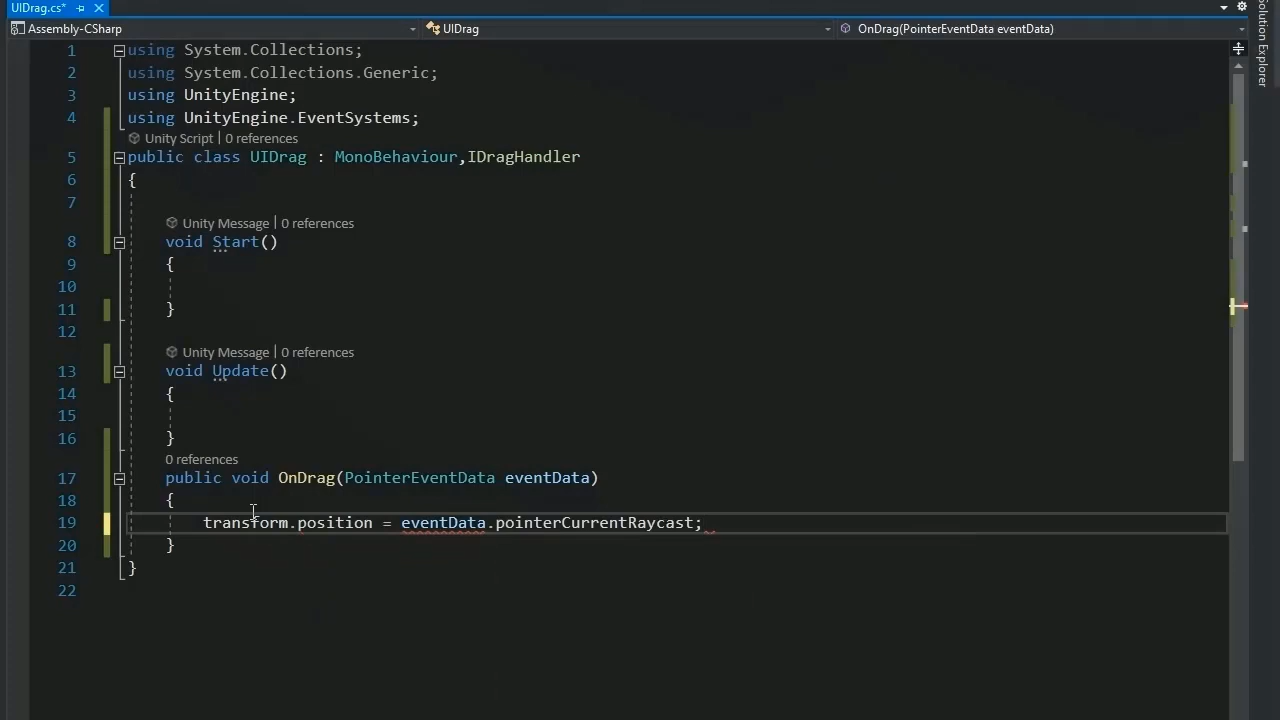 UIDrag.cs*
Assembly-CSharp
UIDrag
OnDrag(PointerEventData eventData)
Solution Explorer
1 using System.Collections;
2 using System.Collections.Generic;
3 using UnityEngine;
4 using UnityEngine.EventSystems;
Unity Script | 0 references
5 public class UIDrag : MonoBehaviour,IDragHandler
6 {
7
Unity Message | 0 references
8 void Start()
9 {
10
11 }
12
Unity Message | 0 references
13 void Update()
14 {
15
16 }
0 references
17 public void OnDrag(PointerEventData eventData)
18 {
19 transform.position = eventData.pointerCurrentRaycast;
20 }
21 }
22